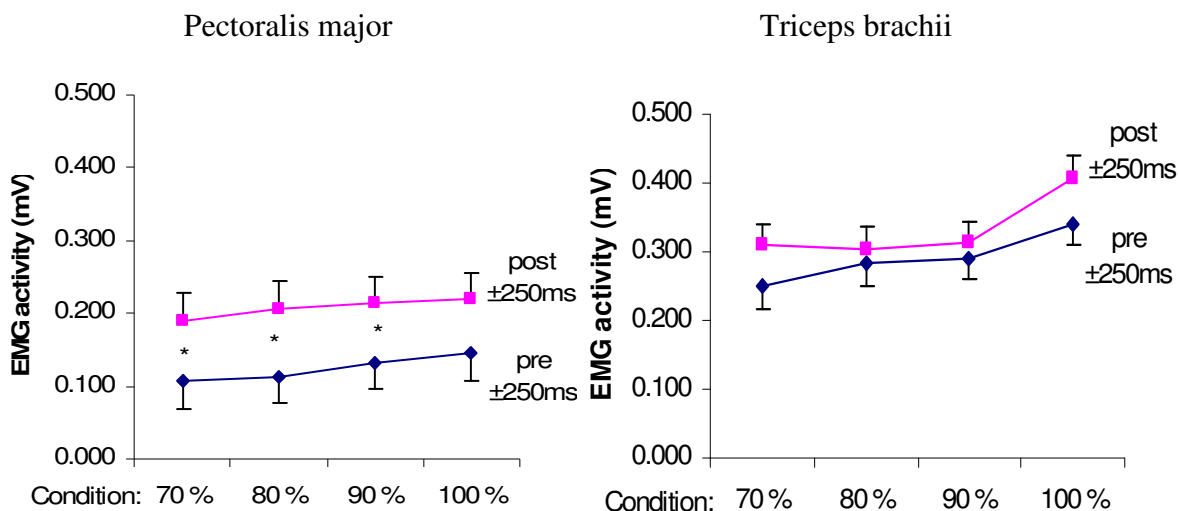 Pectoralis major
EMG activity (mV)
0.500
0.400
0.300
0.200
0.100
0.000
post
±250ms
pre
±250ms
*
*
*
Condition: 70 % 80 % 90 % 100 %
Triceps brachii
EMG activity (mV)
0.500
0.400
0.300
0.200
0.100
0.000
post
±250ms
pre
±250ms
Condition: 70 % 80 % 90 % 100 %